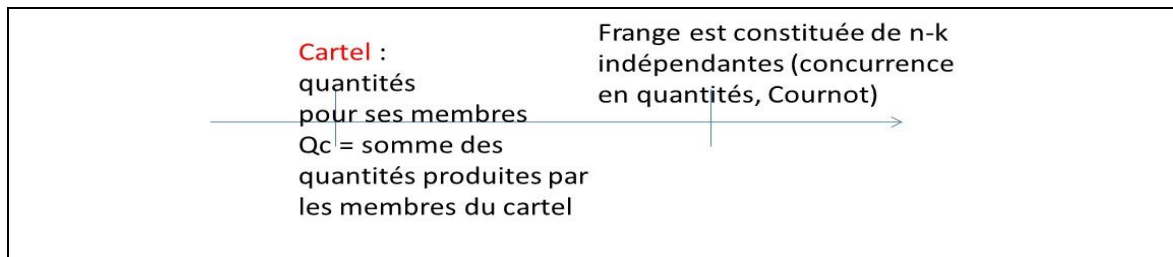 Cartel :
quantités
pour ses membres
Qc = somme des
quantités produites par
les membres du cartel
Frange est constituée de n-k
indépendantes (concurrence
en quantités, Cournot)